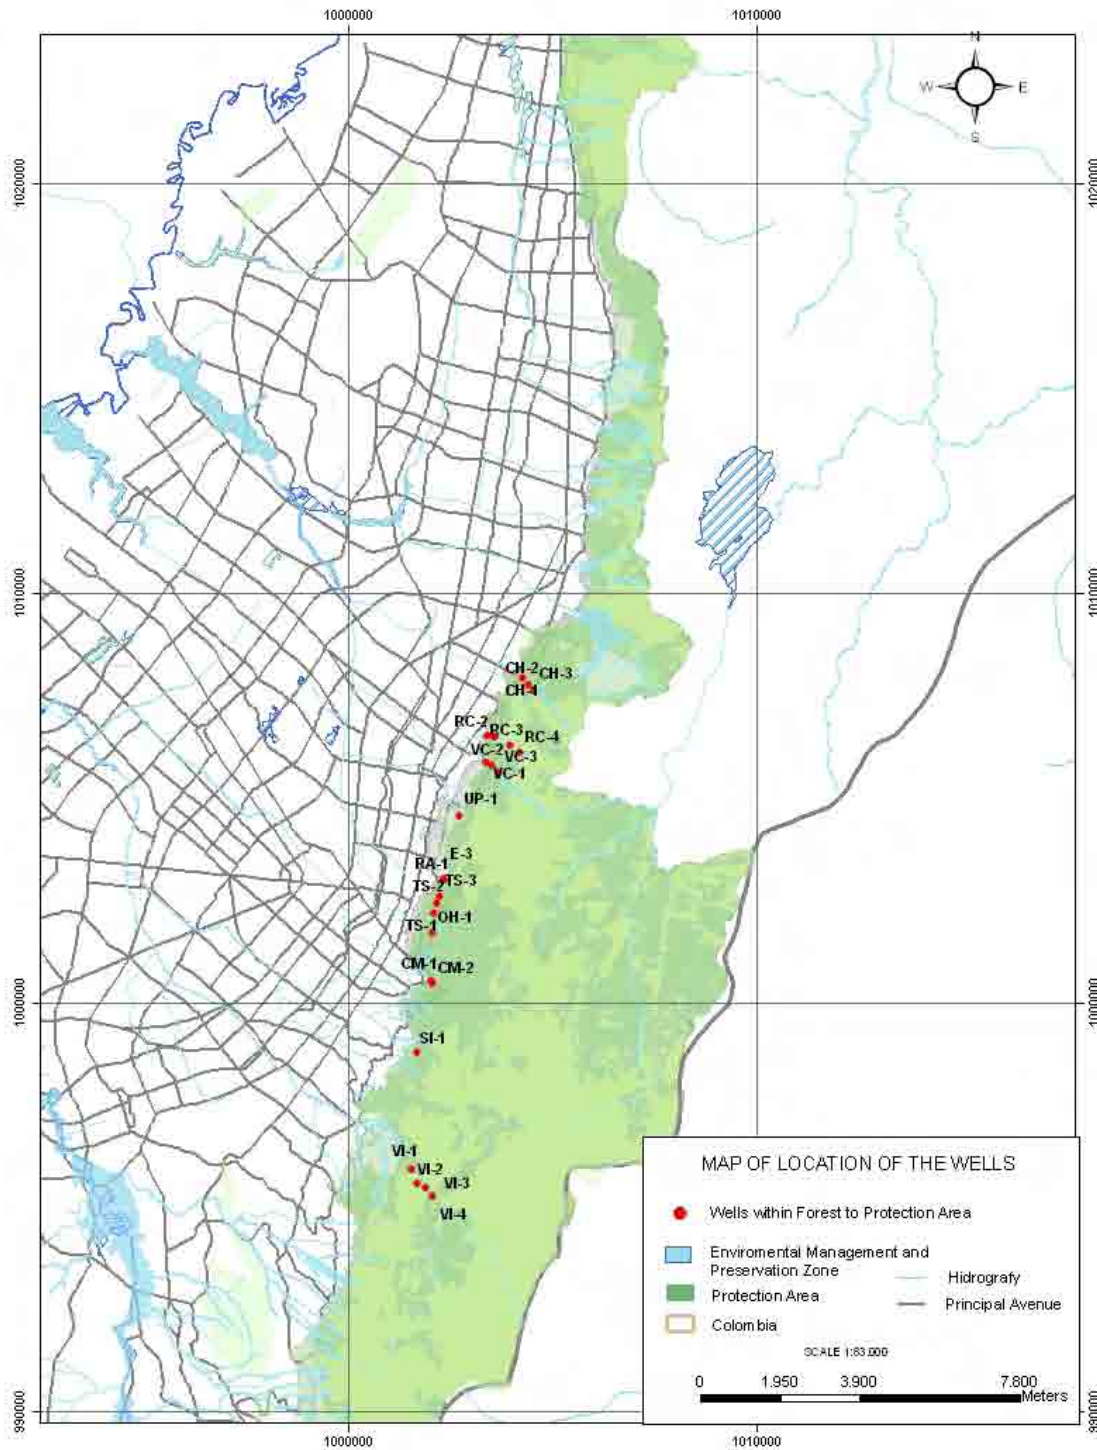 1000000
1010000
N
W
E
S
1020000
1020000
1010000
1010000
CH-2
CH-3
CH-1
RC-2
RC-3
RC-4
VC-2
VC-3
VC-1
UP-1
E-3
RA-1
TS-3
TS-2
OH-1
TS-1
CM-1
CM-2
1000000
1000000
SI-1
VI-1
VI-2
VI-3
VI-4
MAP OF LOCATION OF THE WELLS
Wells within Forest to Protection Area
Enviromental Management and
Preservation Zone
Hidrografy
Protection Area
Principal Avenue
Colombia
SCALE 1:63.000
0 1.950 3.900 7.800
Meters
990000
990000
1000000
1010000